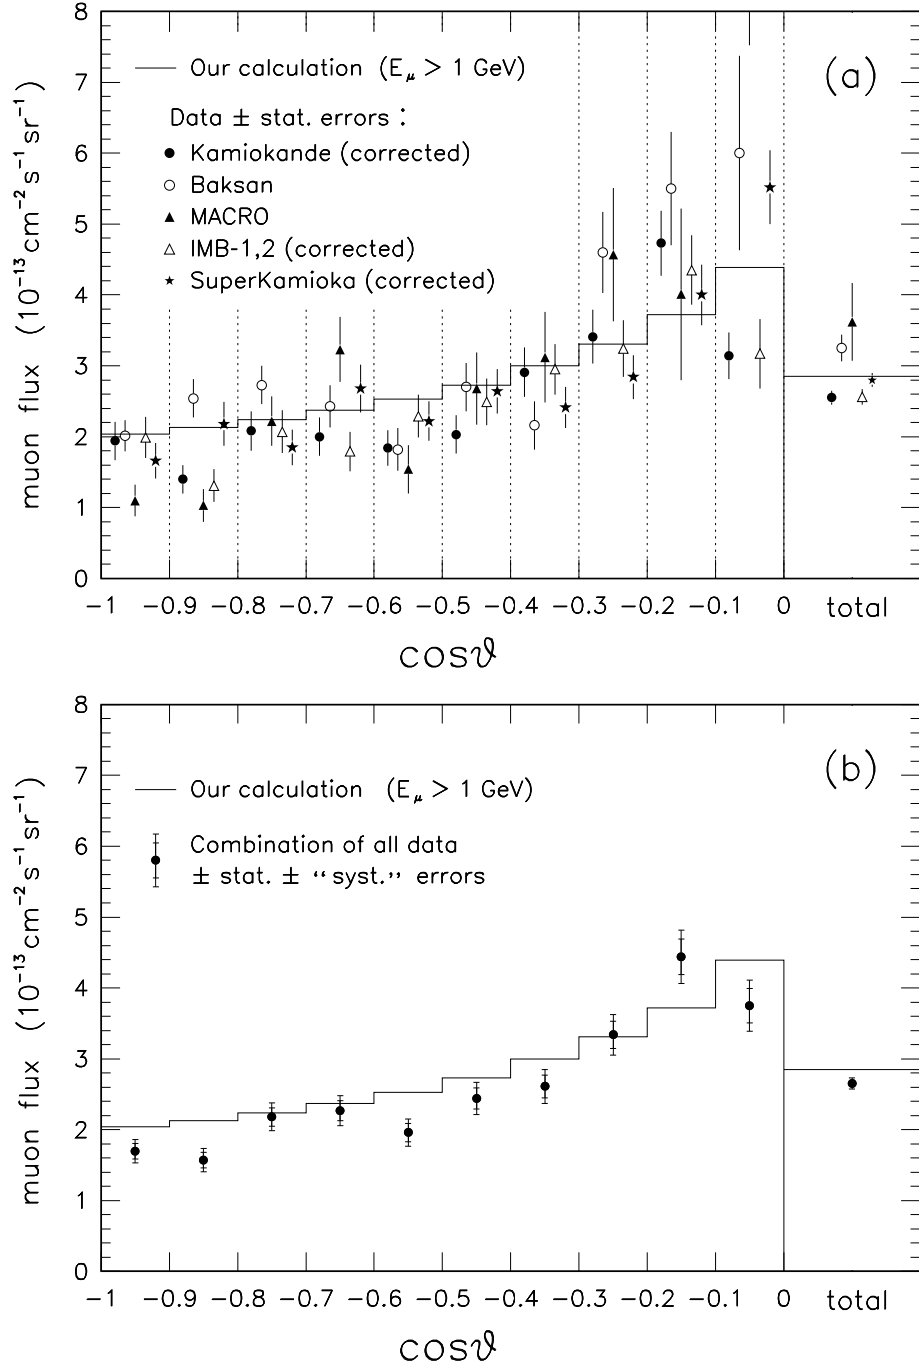 (a)
Our calculation (E_μ > 1 GeV)
Data ± stat. errors :
Kamiokande (corrected)
Baksan
MACRO
IMB-1,2 (corrected)
SuperKamioka (corrected)
muon flux (10⁻¹³cm⁻²s⁻¹sr⁻¹)
8
7
6
5
4
3
2
1
0
-1 -0.9 -0.8 -0.7 -0.6 -0.5 -0.4 -0.3 -0.2 -0.1 0 total
cosϑ
(b)
Our calculation (E_μ > 1 GeV)
Combination of all data
± stat. ± “syst.” errors
muon flux (10⁻¹³cm⁻²s⁻¹sr⁻¹)
8
7
6
5
4
3
2
1
0
-1 -0.9 -0.8 -0.7 -0.6 -0.5 -0.4 -0.3 -0.2 -0.1 0 total
cosϑ